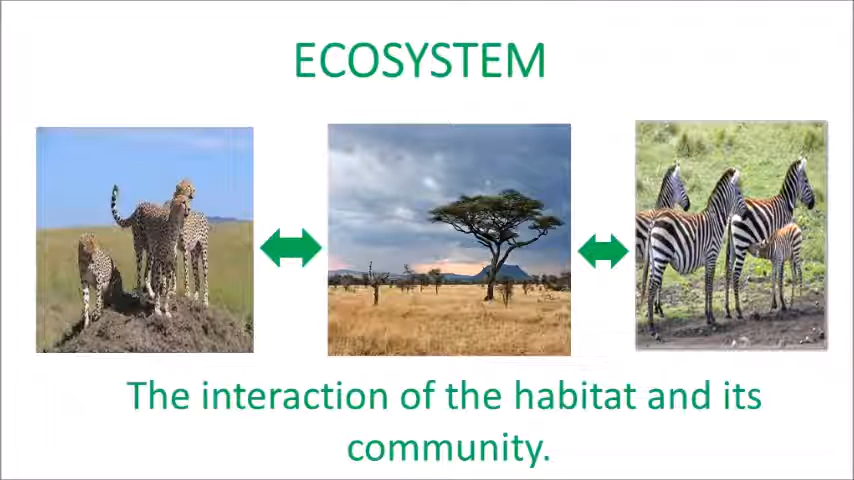 ECOSYSTEM
The interaction of the habitat and its
community.